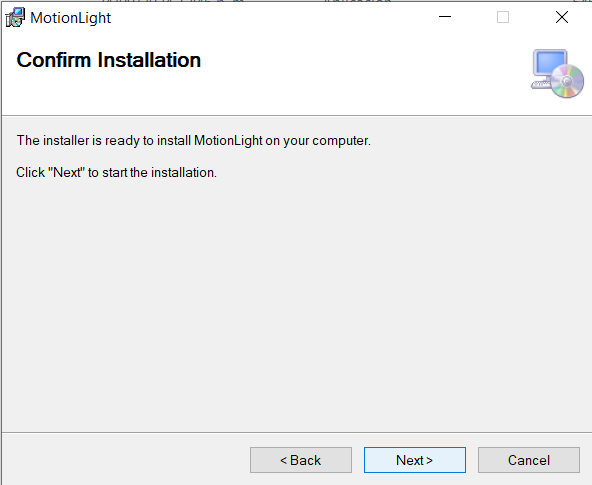 MotionLight
Confirm Installation
The installer is ready to install MotionLight on your computer.
Click "Next" to start the installation.
< Back
Next >
Cancel